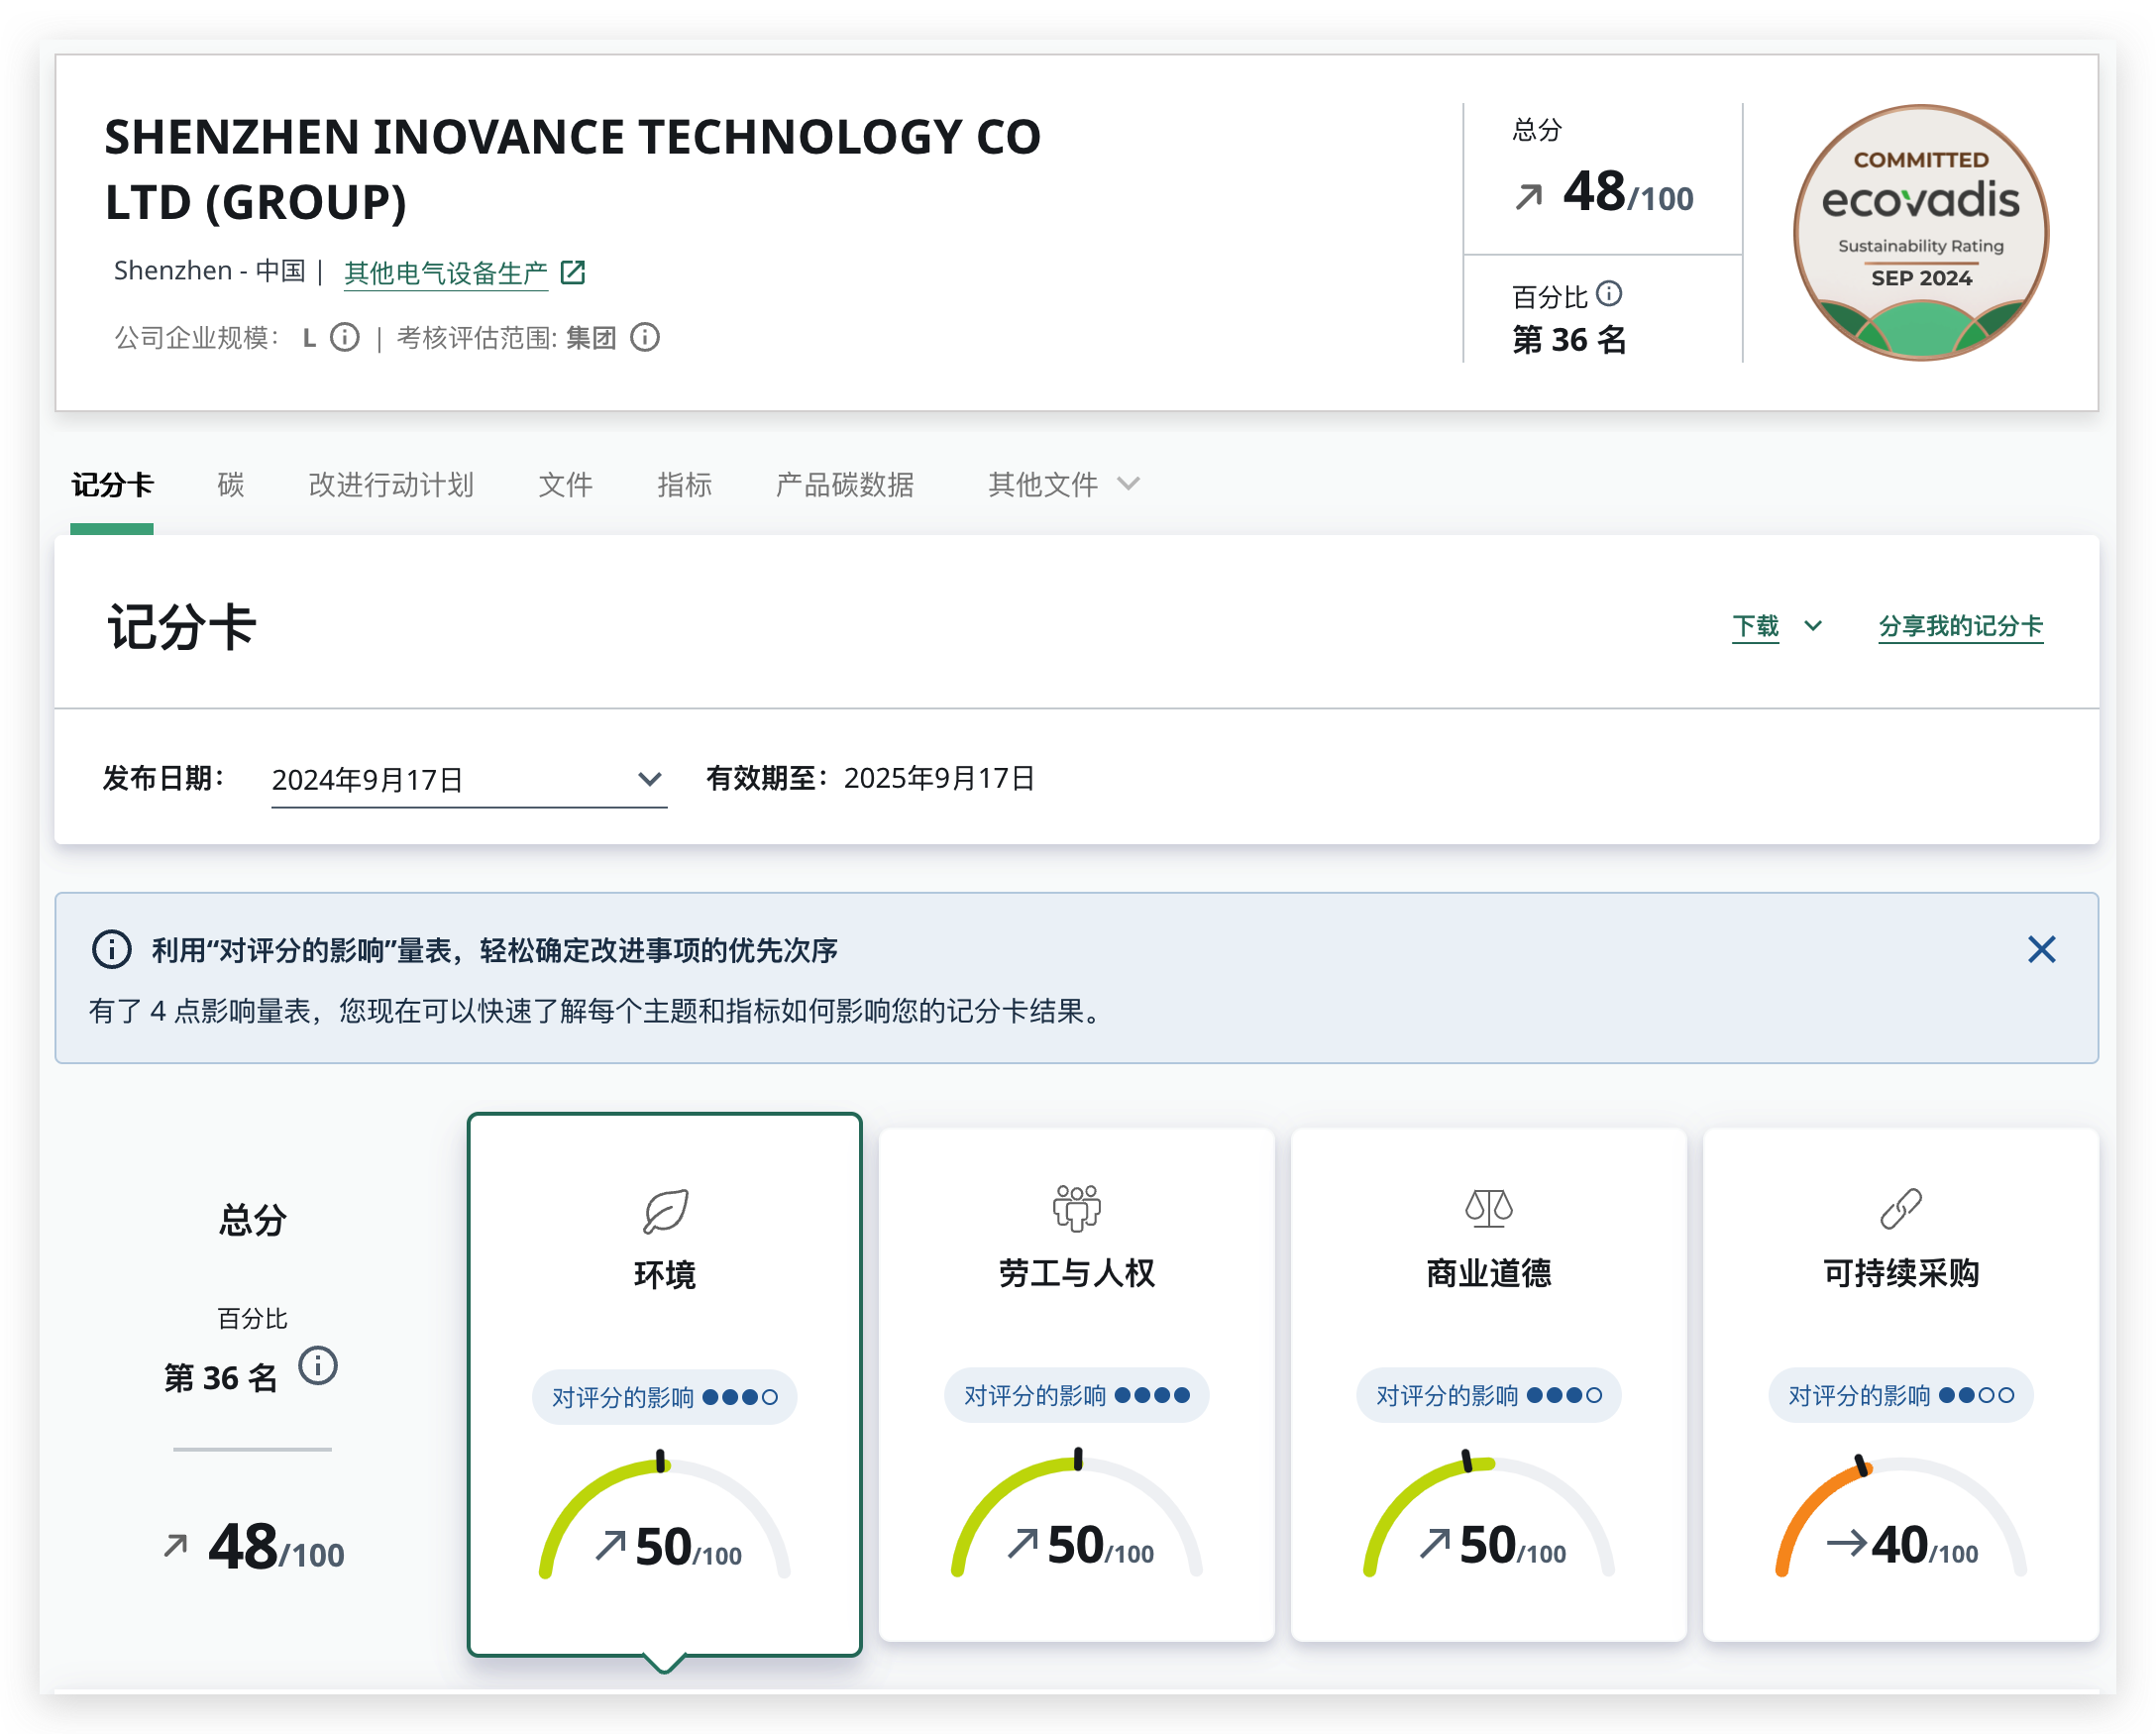 SHENZHEN INOVANCE TECHNOLOGY CO
LTD (GROUP)
Shenzhen - 中国 | 其他电气设备生产
公司企业规模： L | 考核评估范围: 集团
总分
48/100
百分比
第 36 名
COMMITTED
ecovadis
Sustainability Rating
SEP 2024
记分卡 碳 改进行动计划 文件 指标 产品碳数据 其他文件
记分卡
下载 分享我的记分卡
发布日期： 2024年9月17日 有效期至： 2025年9月17日
利用“对评分的影响”量表，轻松确定改进事项的优先次序
有了 4 点影响量表，您现在可以快速了解每个主题和指标如何影响您的记分卡结果。
总分
百分比
第 36 名
48/100
环境
对评分的影响
50/100
劳工与人权
对评分的影响
50/100
商业道德
对评分的影响
50/100
可持续采购
对评分的影响
40/100